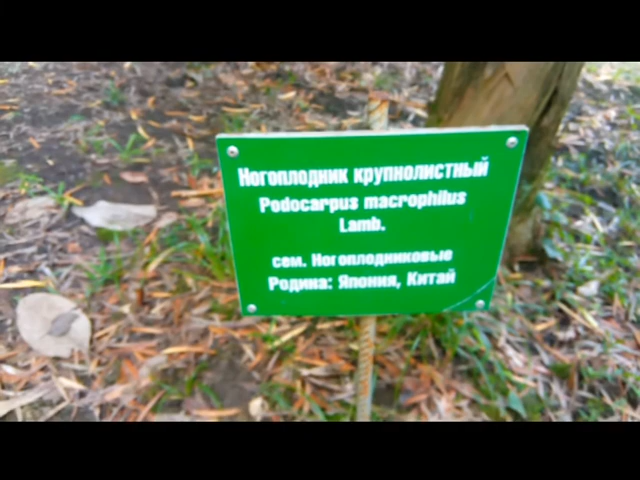 Ногоплодник крупнолистный
Podocarpus macrophilus
Lamb.
сем. Ногоплодниковые
Родина: Япония, Китай